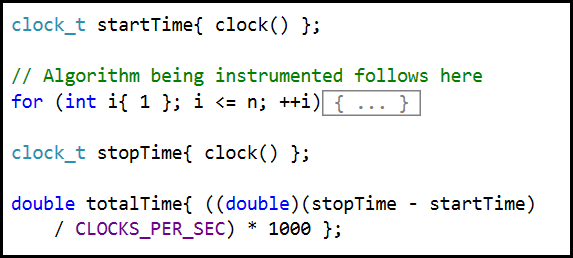 clock_t startTime{ clock() };
// Algorithm being instrumented follows here
for (int i{ 1 }; i <= n; ++i){ ... }
clock_t stopTime{ clock() };
double totalTime{ ((double)(stopTime - startTime)
/ CLOCKS_PER_SEC) * 1000 };